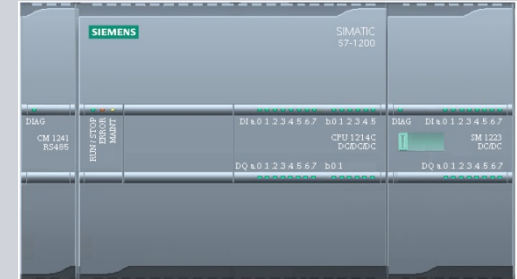 SIEMENS
SIMATIC
S7-1200
DIAG
CM 1241
RS485
RUN / STOP
ERROR
MAINT
DI a.0 1 2 3 4 5 6 7 b.0 1 2 3 4 5
CPU 1214C
DC/DC/DC
DQ a.0 1 2 3 4 5 6 7 b.0 1
DIAG DI a.0 1 2 3 4 5 6 7
SM 1223
DC/DC
DQ a.0 1 2 3 4 5 6 7